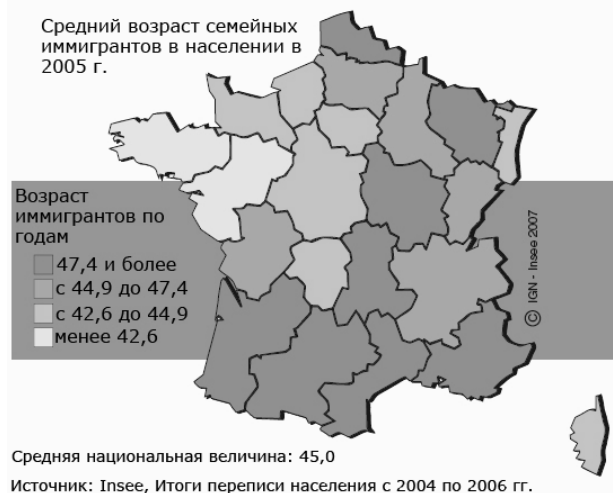 Средний возраст семейных
иммигрантов в населении в
2005 г.
Возраст
иммигрантов по
годам
47,4 и более
с 44,9 до 47,4
с 42,6 до 44,9
менее 42,6
© IGN - Insee 2007
Средняя национальная величина: 45,0
Источник: Insee, Итоги переписи населения с 2004 по 2006 гг.